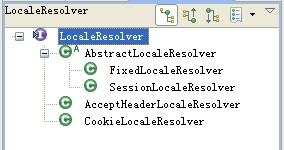 LocaleResolver
LocaleResolver
AbstractLocaleResolver
FixedLocaleResolver
SessionLocaleResolver
AcceptHeaderLocaleResolver
CookieLocaleResolver